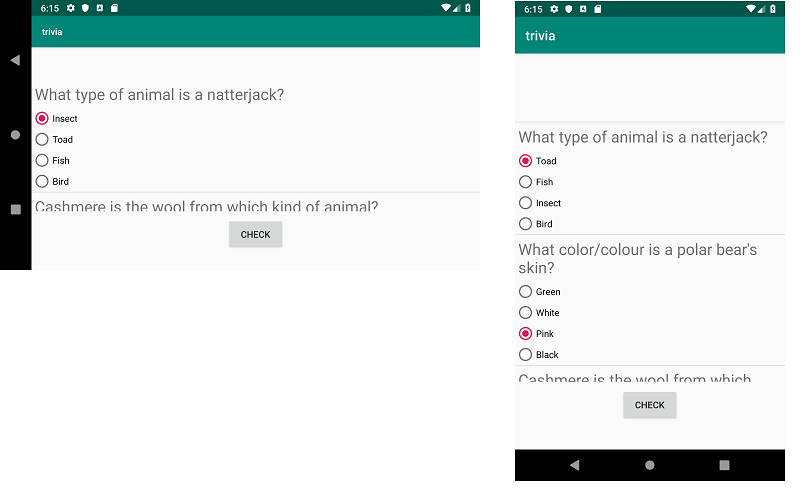 6:15
trivia
What type of animal is a natterjack?
Insect
Toad
Fish
Bird
Cashmere is the wool from which kind of animal?
CHECK
6:15
trivia
What type of animal is a natterjack?
Toad
Fish
Insect
Bird
What color/colour is a polar bear's
skin?
Green
White
Pink
Black
Cashmere is the wool from which
CHECK